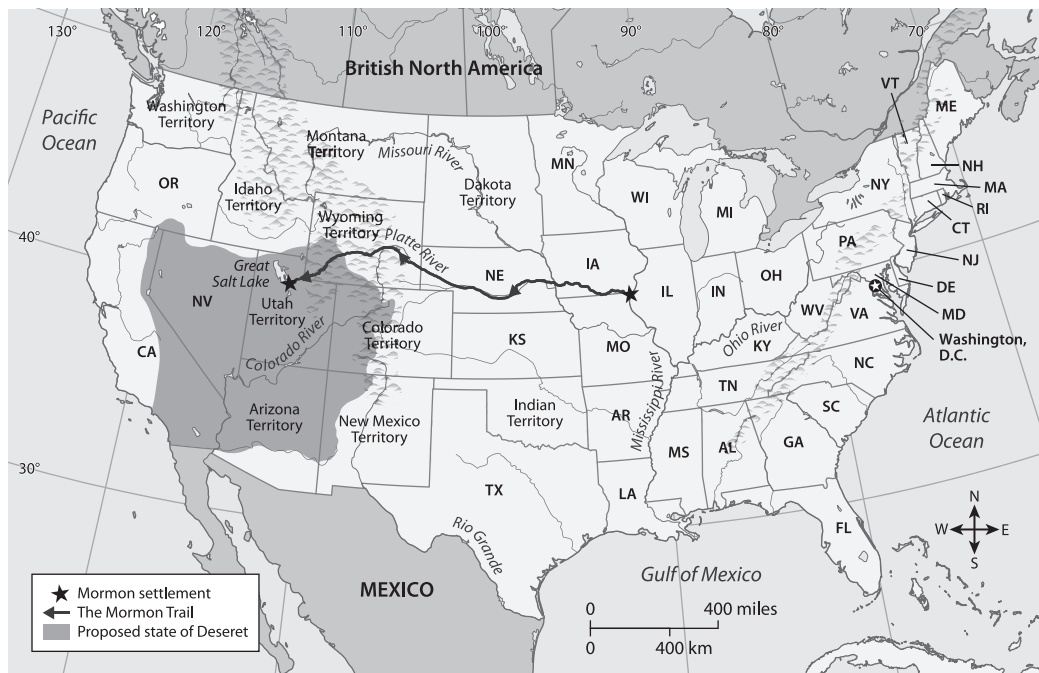 130°
120°
110°
100°
90°
80°
70°
British North America
Pacific
Ocean
Washington
Territory
Montana
Territory
Missouri River
MN
VT
ME
OR
Idaho
Territory
Dakota
Territory
WI
MI
NY
NH
MA
RI
CT
Wyoming
Territory
Platte River
40°
Great
Salt Lake
NE
IA
PA
NJ
NV
Utah
Territory
IL
IN
OH
DE
MD
WV
VA
Washington,
D.C.
Colorado River
Colorado
Territory
KS
MO
Ohio River
KY
CA
NC
TN
Mississippi River
Arizona
Territory
New Mexico
Territory
Indian
Territory
AR
SC
Atlantic
Ocean
MS
AL
GA
30°
TX
LA
FL
Rio Grande
N
W
E
S
Gulf of Mexico
MEXICO
Mormon settlement
The Mormon Trail
Proposed state of Deseret
0
400 miles
0
400 km